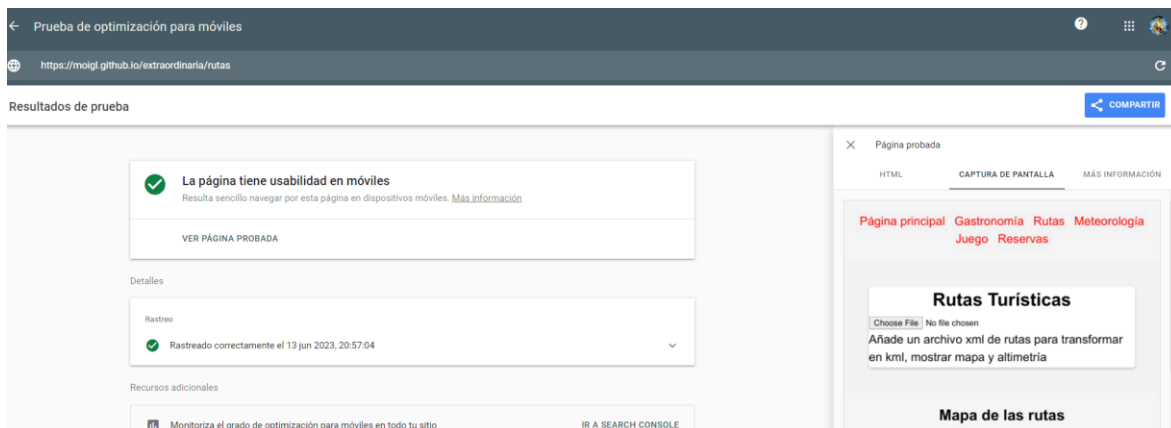 Prueba de optimización para móviles
https://moigl.github.io/extraordinaria/rutas
Resultados de prueba
COMPARTIR
La página tiene usabilidad en móviles
Resulta sencillo navegar por esta página en dispositivos móviles. Más información
VER PÁGINA PROBADA
Detalles
Rastreo
Rastreado correctamente el 13 jun 2023, 20:57:04
Recursos adicionales
Monitoriza el grado de optimización para móviles en todo tu sitio
IR A SEARCH CONSOLE
Página probada
HTML
CAPTURA DE PANTALLA
MÁS INFORMACIÓN
Página principal Gastronomía Rutas Meteorología
Juego Reservas
Rutas Turísticas
Choose File No file chosen
Añade un archivo xml de rutas para transformar
en kml, mostrar mapa y altimetría
Mapa de las rutas